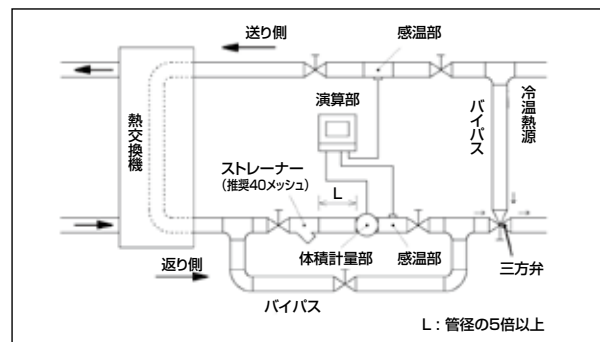 送り側
感温部
演算部
熱交換機
バイパス
冷温熱源
ストレーナー
(推奨40メッシュ)
L
返り側
体積計量部
感温部
三方弁
バイパス
L：管径の5倍以上